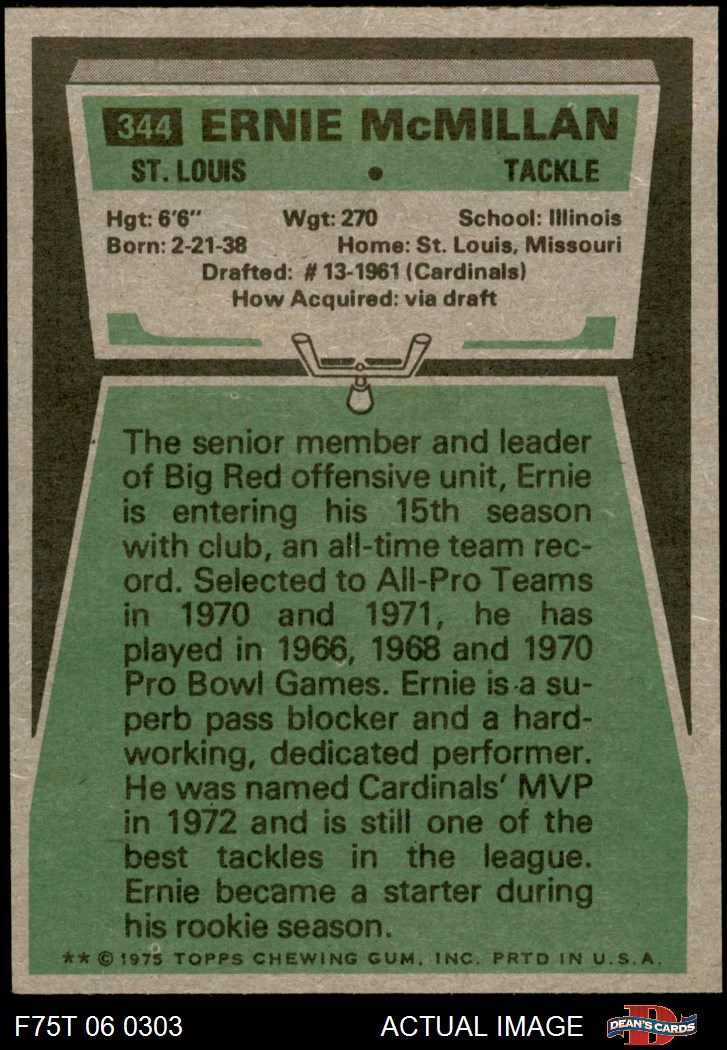 344 ERNIE McMILLAN
ST. LOUIS • TACKLE
Hgt: 6'6" Wgt: 270 School: Illinois
Born: 2-21-38 Home: St. Louis, Missouri
Drafted: #13-1961 (Cardinals)
How Acquired: via draft
The senior member and leader
of Big Red offensive unit, Ernie
is entering his 15th season
with club, an all-time team rec-
ord. Selected to All-Pro Teams
in 1970 and 1971, he has
played in 1966, 1968 and 1970
Pro Bowl Games. Ernie is a su-
perb pass blocker and a hard-
working, dedicated performer.
He was named Cardinals' MVP
in 1972 and is still one of the
best tackles in the league.
Ernie became a starter during
his rookie season.
** © 1975 TOPPS CHEWING GUM, INC. PRTD IN U.S.A.
F75T 06 0303 ACTUAL IMAGE D DEAN'S CARDS